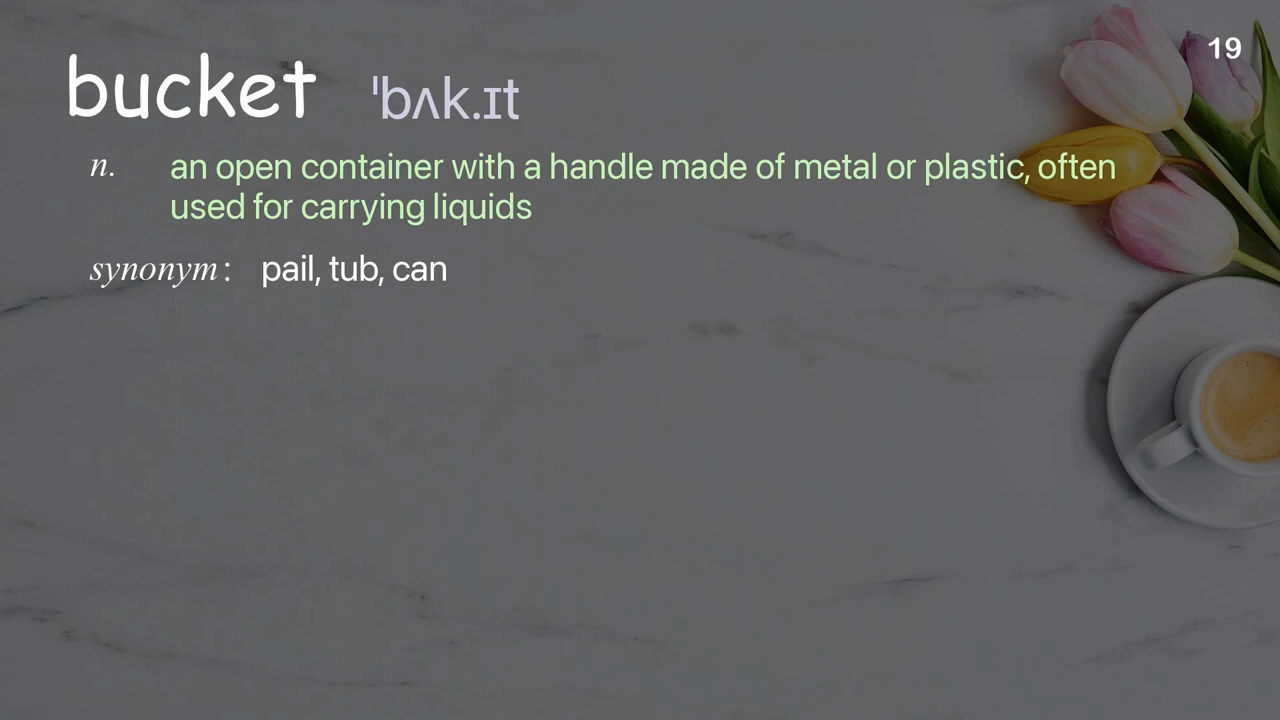 19
bucket ˈbʌk.ɪt
n. an open container with a handle made of metal or plastic, often
used for carrying liquids
synonym: pail, tub, can